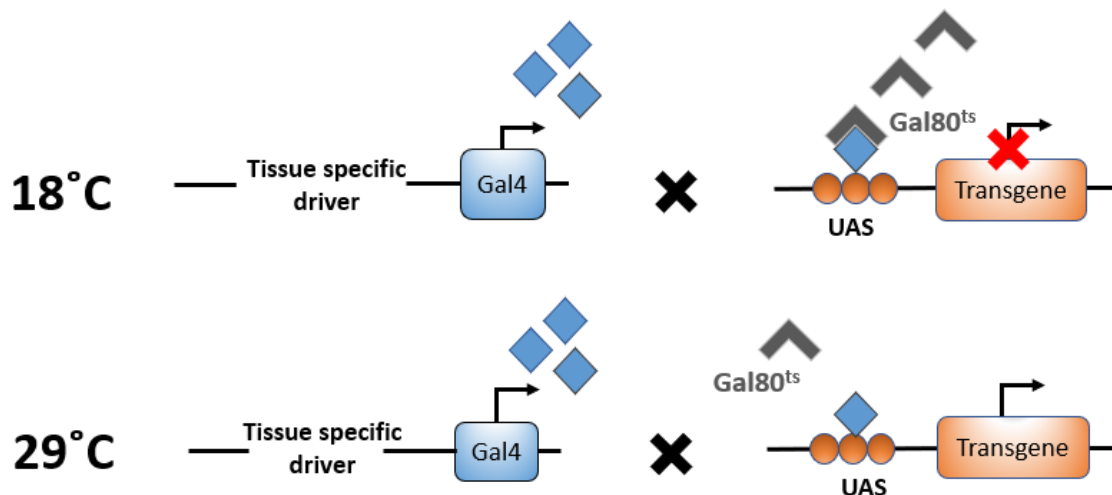 18°C
Tissue specific
driver
Gal4
Gal80ts
Transgene
UAS
29°C
Tissue specific
driver
Gal4
Gal80ts
Transgene
UAS